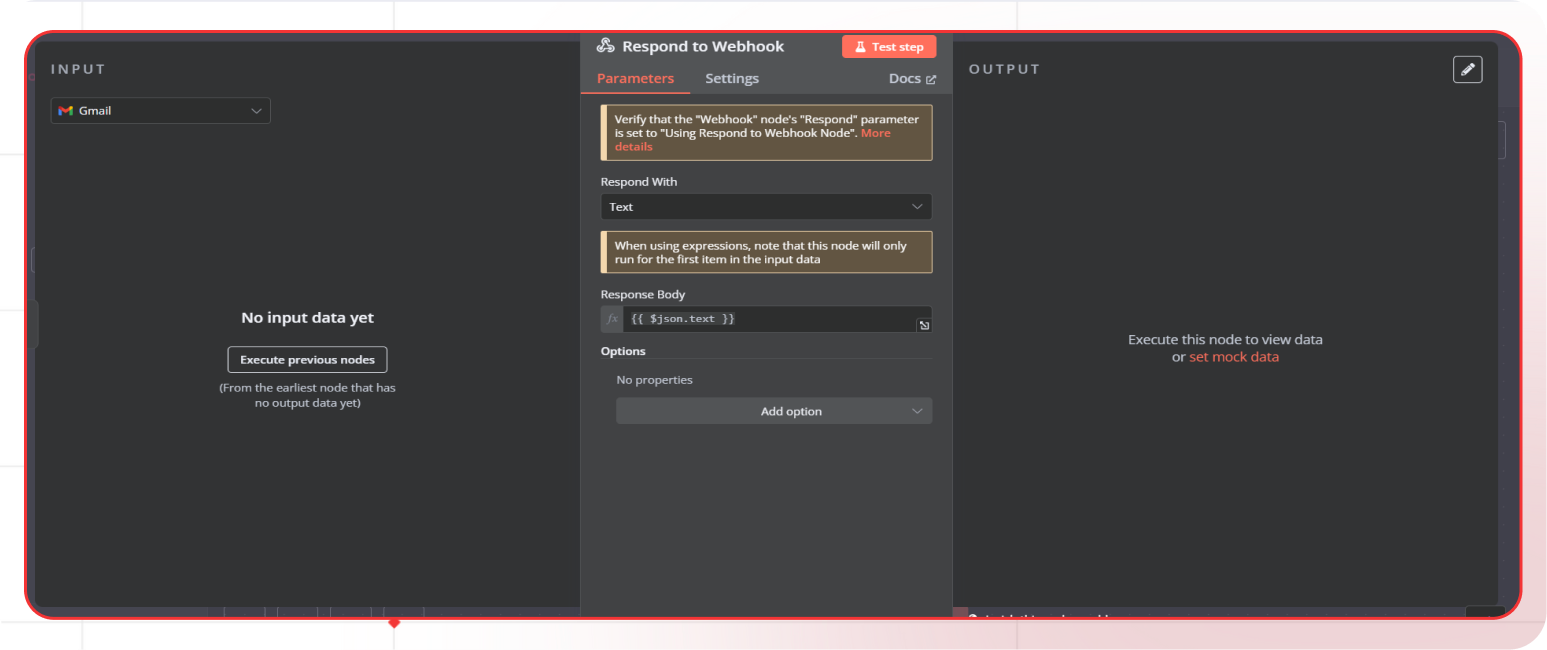 INPUT
Gmail
No input data yet
Execute previous nodes
(From the earliest node that has
no output data yet)
Respond to Webhook
Test step
Parameters
Settings
Docs
Verify that the "Webhook" node's "Respond" parameter
is set to "Using Respond to Webhook Node". More
details
Respond With
Text
When using expressions, note that this node will only
run for the first item in the input data
Response Body
fx
{{ $json.text }}
Options
No properties
Add option
OUTPUT
Execute this node to view data
or set mock data